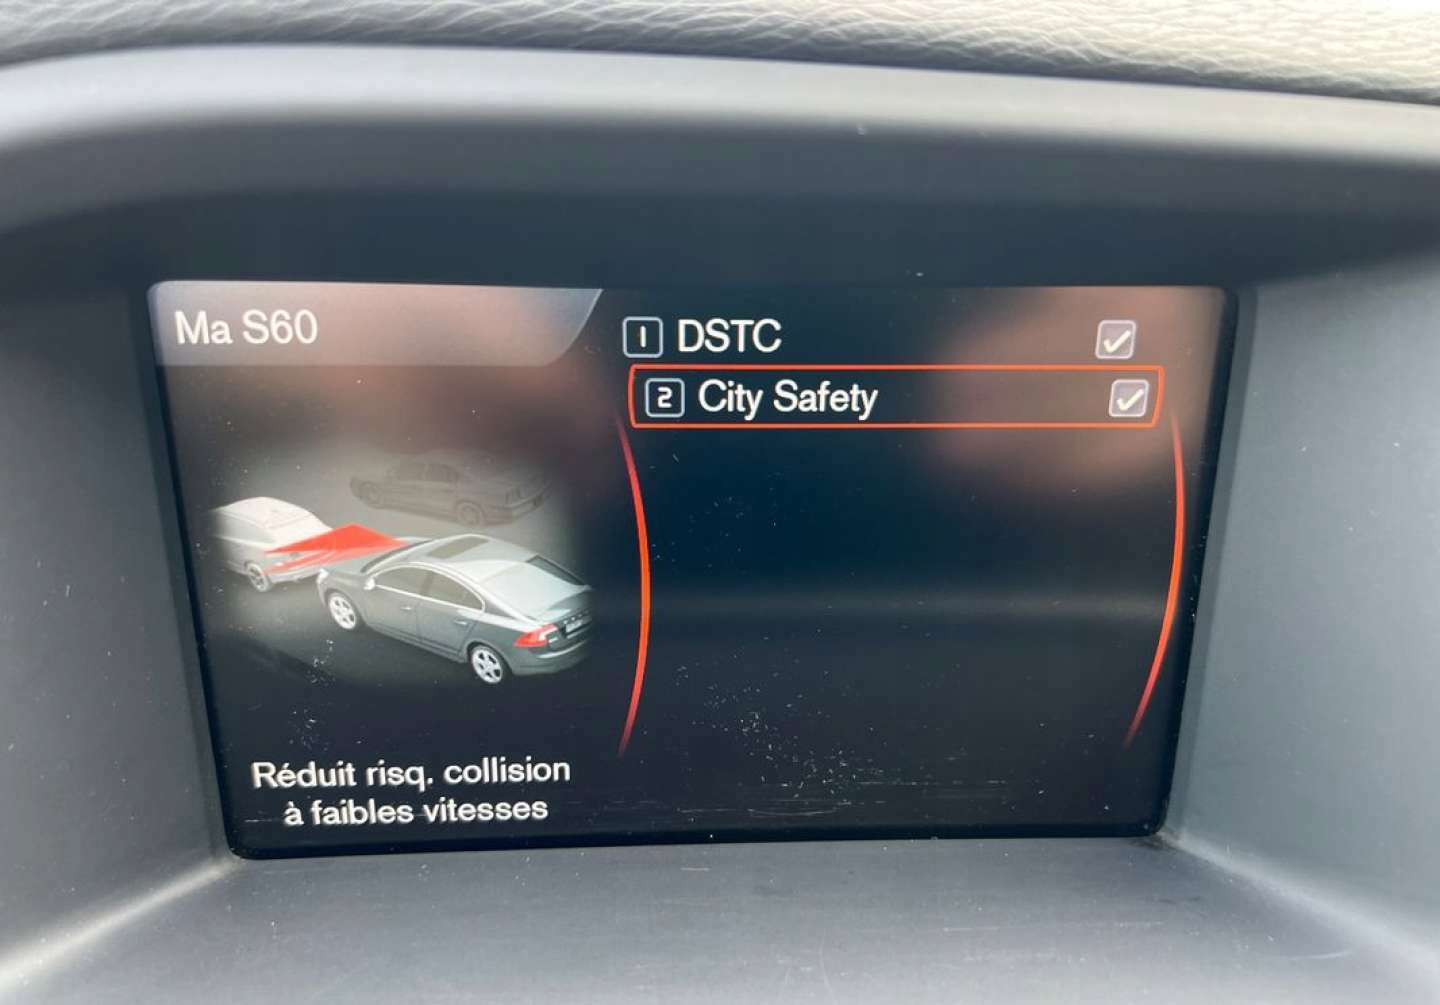 Ma S60
1 DSTC
2 City Safety
Réduit risq. collision
à faibles vitesses